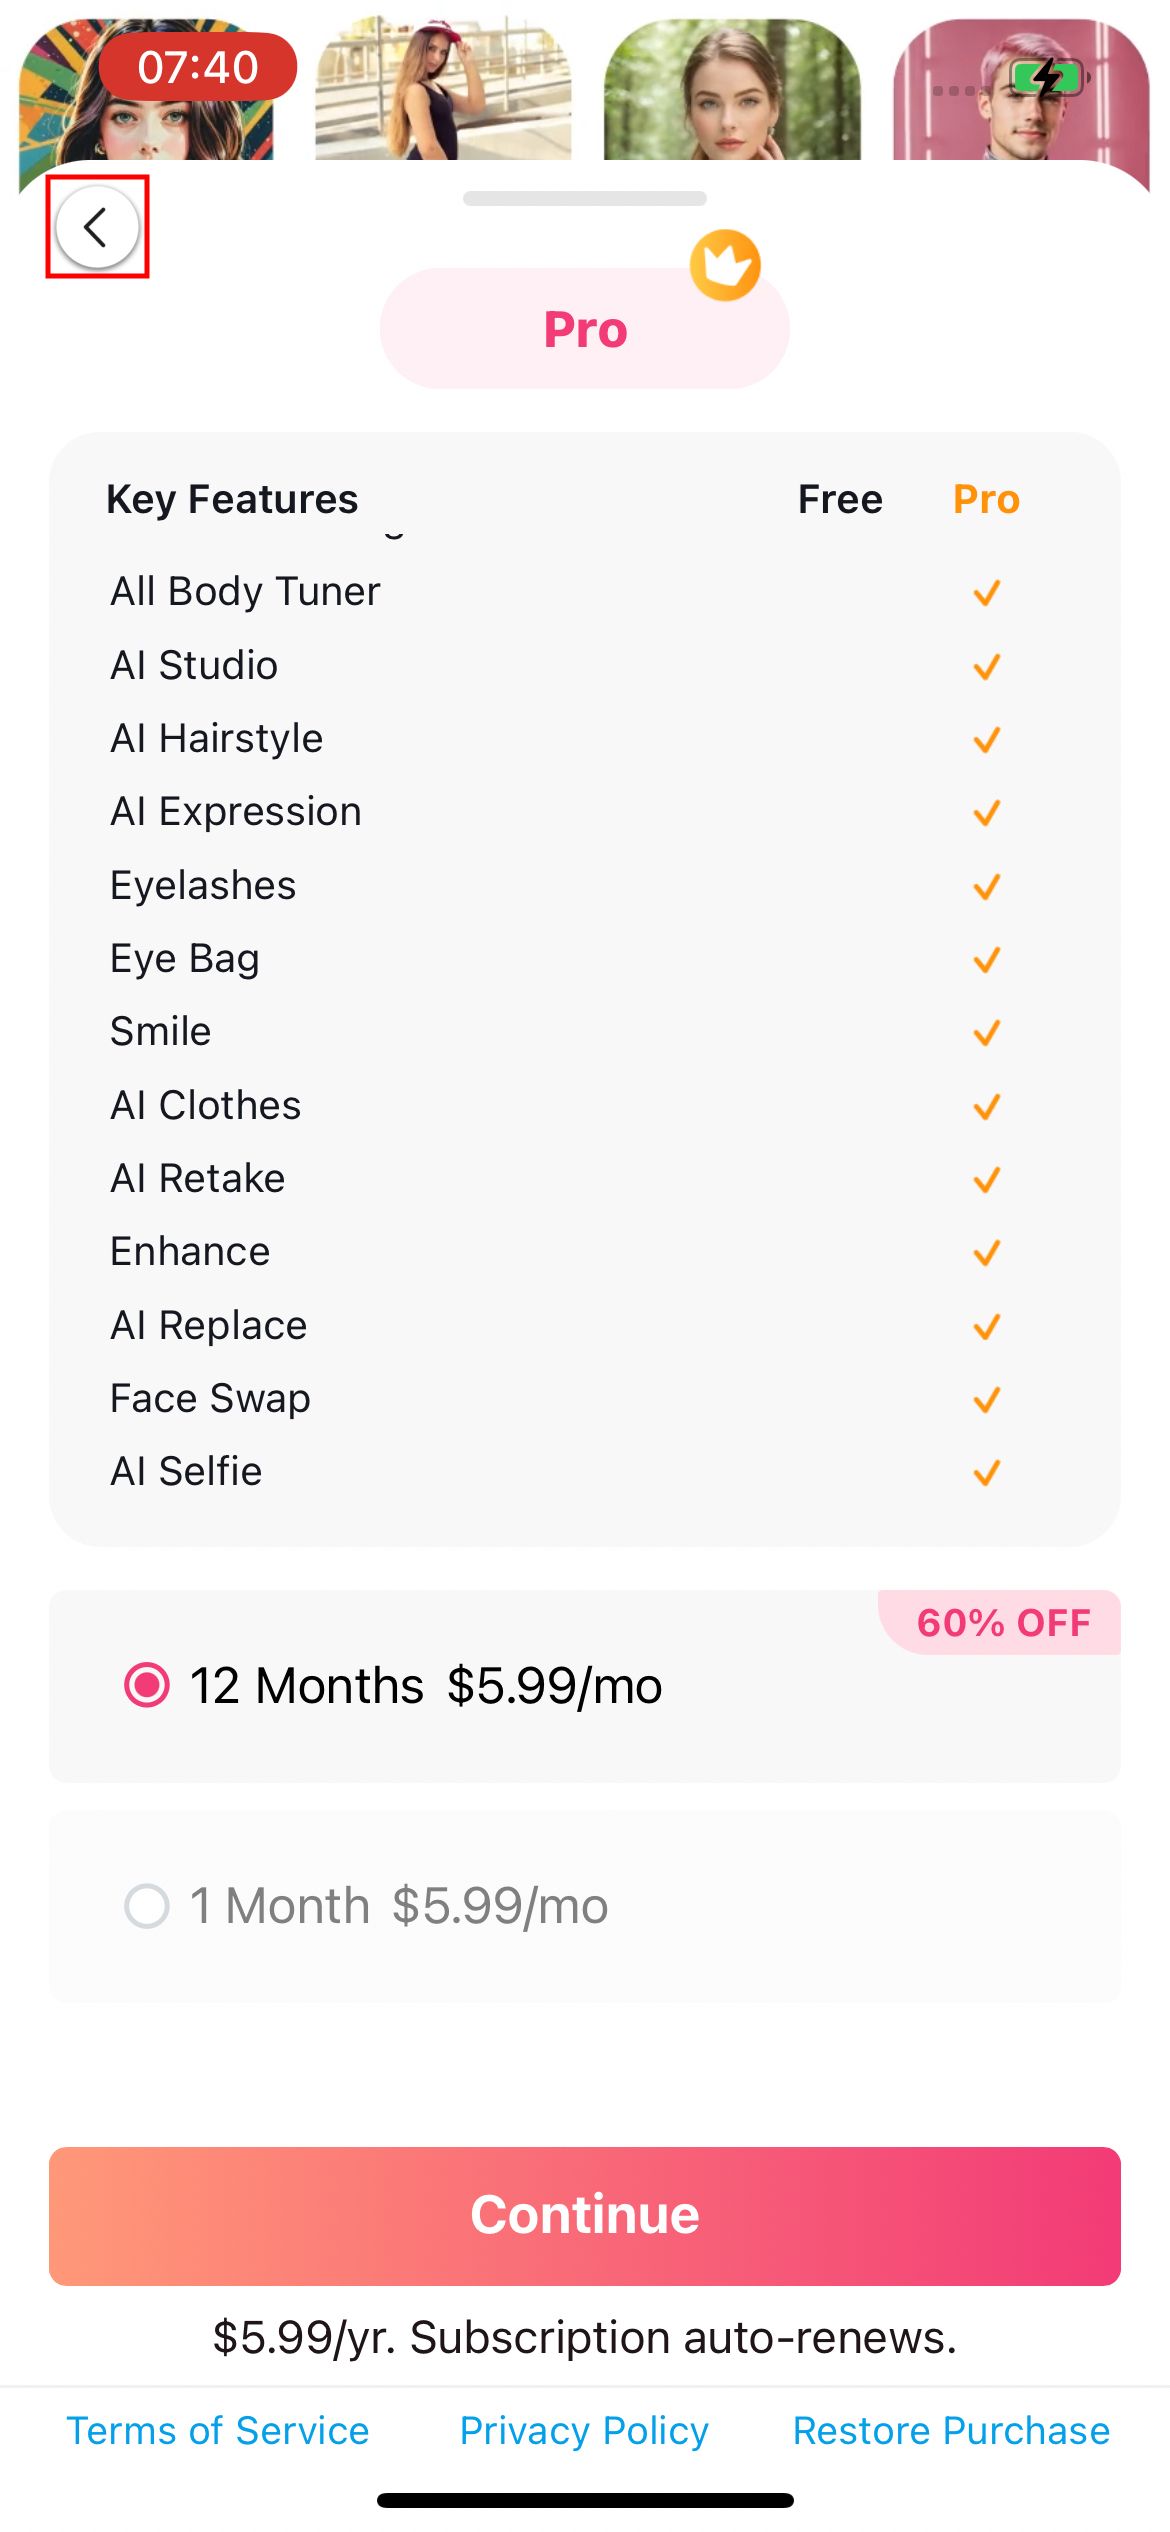 07:40
Pro
Key Features Free Pro
All Body Tuner
AI Studio
AI Hairstyle
AI Expression
Eyelashes
Eye Bag
Smile
AI Clothes
AI Retake
Enhance
AI Replace
Face Swap
AI Selfie
60% OFF
12 Months $5.99/mo
1 Month $5.99/mo
Continue
$5.99/yr. Subscription auto-renews.
Terms of Service Privacy Policy Restore Purchase